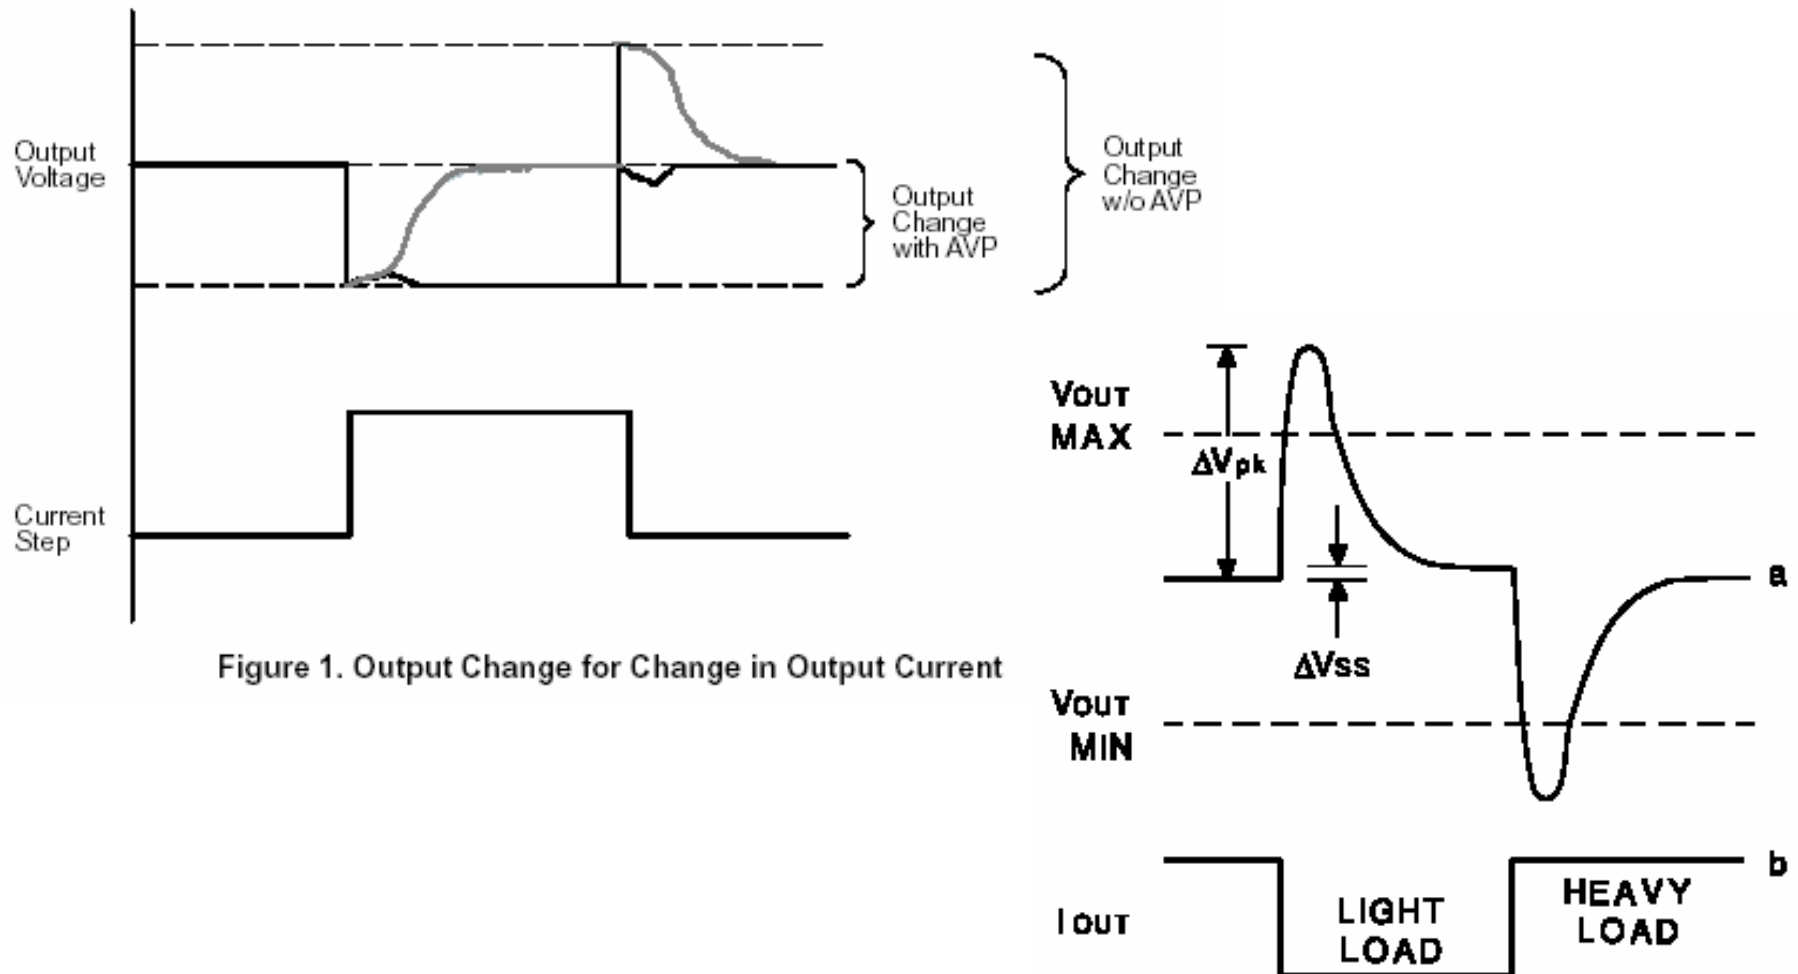 Output
Voltage
Output
Change
with AVP
Output
Change
w/o AVP
Current
Step
Figure 1. Output Change for Change in Output Current
VOUT
MAX
ΔVpk
ΔVSS
a
VOUT
MIN
b
IOUT
LIGHT
LOAD
HEAVY
LOAD